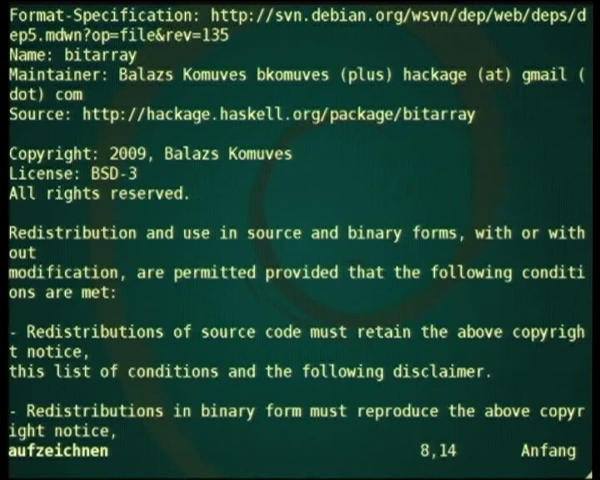 Format-Specification: http://svn.debian.org/wsvn/dep/web/deps/d
ep5.mdwn?op=file&rev=135
Name: bitarray
Maintainer: Balazs Komuves bkomuves (plus) hackage (at) gmail (
dot) com
Source: http://hackage.haskell.org/package/bitarray
Copyright: 2009, Balazs Komuves
License: BSD-3
All rights reserved.
Redistribution and use in source and binary forms, with or with
out
modification, are permitted provided that the following conditi
ons are met:
- Redistributions of source code must retain the above copyrigh
t notice,
this list of conditions and the following disclaimer.
- Redistributions in binary form must reproduce the above copyr
ight notice,
aufzeichnen 8,14 Anfang